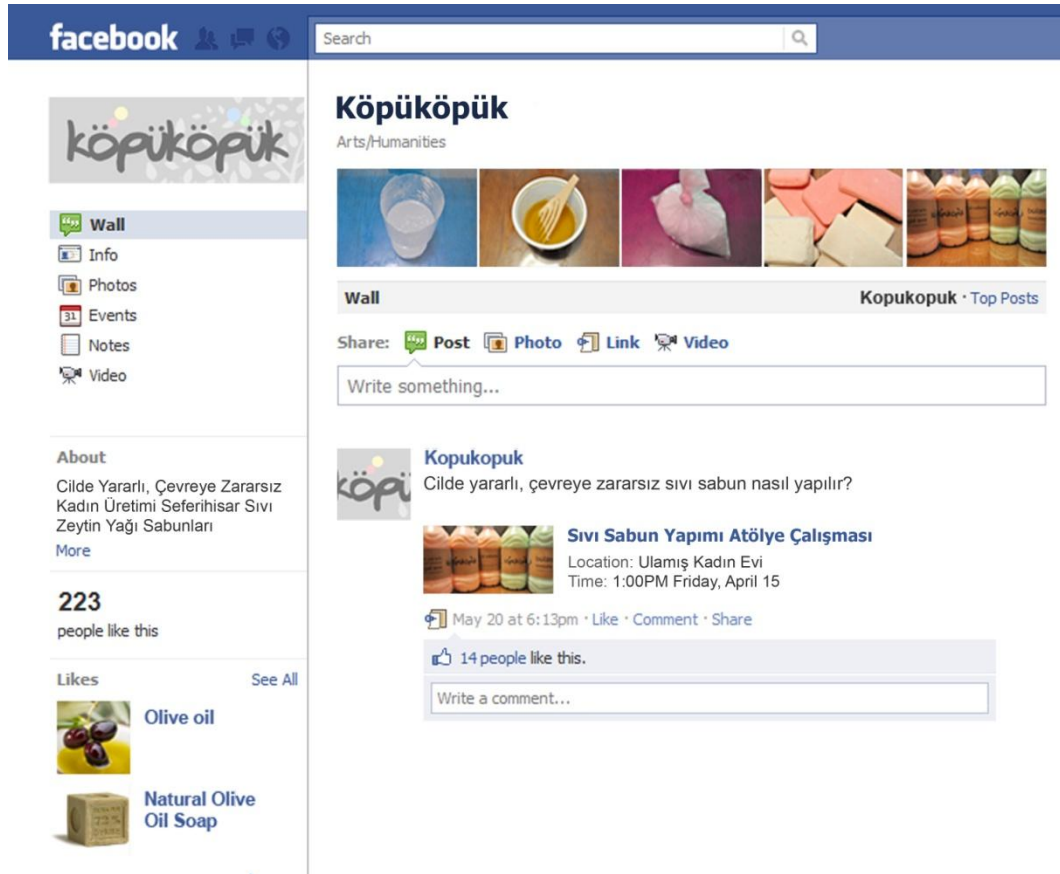 facebook
Search
köpüköpük
Wall
Info
Photos
31 Events
Notes
Video
About
Cilde Yararlı, Çevreye Zararsız
Kadın Üretimi Seferihisar Sıvı
Zeytin Yağı Sabunları
More
223
people like this
Likes See All
Olive oil
Natural Olive
Oil Soap
Köpüköpük
Arts/Humanities
Wall Kopukopuk · Top Posts
Share: Post Photo Link Video
Write something...
köpü
Kopukopuk
Cilde yararlı, çevreye zararsız sıvı sabun nasıl yapılır?
Sıvı Sabun Yapımı Atölye Çalışması
Location: Ulamış Kadın Evi
Time: 1:00PM Friday, April 15
May 20 at 6:13pm · Like · Comment · Share
14 people like this.
Write a comment...